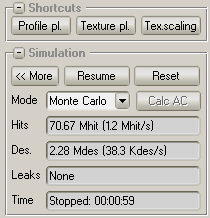 Shortcuts
Profile pl. Texture pl. Tex.scaling
Simulation
<< More Resume Reset
Mode Monte Carlo Calc AC
Hits 70.67 Mhit (1.2 Mhit/s)
Des. 2.28 Mdes (38.3 Kdes/s)
Leaks None
Time Stopped: 00:00:59